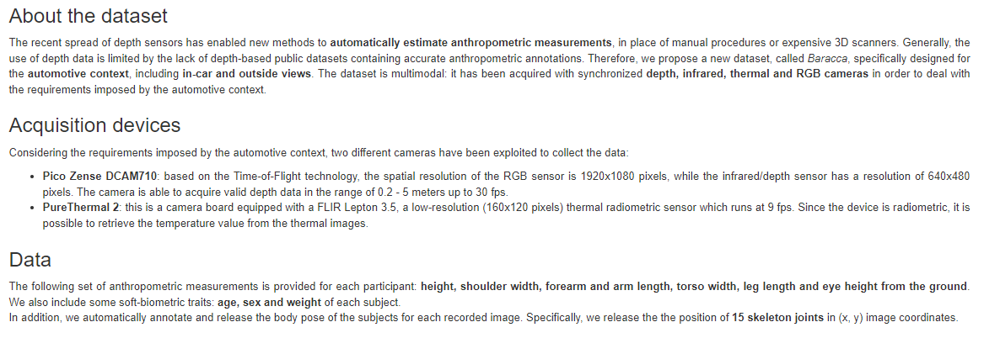 About the dataset
The recent spread of depth sensors has enabled new methods to automatically estimate anthropometric measurements, in place of manual procedures or expensive 3D scanners. Generally, the
use of depth data is limited by the lack of depth-based public datasets containing accurate anthropometric annotations. Therefore, we propose a new dataset, called Baracca, specifically designed for
the automotive context, including in-car and outside views. The dataset is multimodal: it has been acquired with synchronized depth, infrared, thermal and RGB cameras in order to deal with
the requirements imposed by the automotive context.
Acquisition devices
Considering the requirements imposed by the automotive context, two different cameras have been exploited to collect the data:
• Pico Zense DCAM710: based on the Time-of-Flight technology, the spatial resolution of the RGB sensor is 1920x1080 pixels, while the infrared/depth sensor has a resolution of 640x480
pixels. The camera is able to acquire valid depth data in the range of 0.2 - 5 meters up to 30 fps.
• PureThermal 2: this is a camera board equipped with a FLIR Lepton 3.5, a low-resolution (160x120 pixels) thermal radiometric sensor which runs at 9 fps. Since the device is radiometric, it is
possible to retrieve the temperature value from the thermal images.
Data
The following set of anthropometric measurements is provided for each participant: height, shoulder width, forearm and arm length, torso width, leg length and eye height from the ground.
We also include some soft-biometric traits: age, sex and weight of each subject.
In addition, we automatically annotate and release the body pose of the subjects for each recorded image. Specifically, we release the the position of 15 skeleton joints in (x, y) image coordinates.